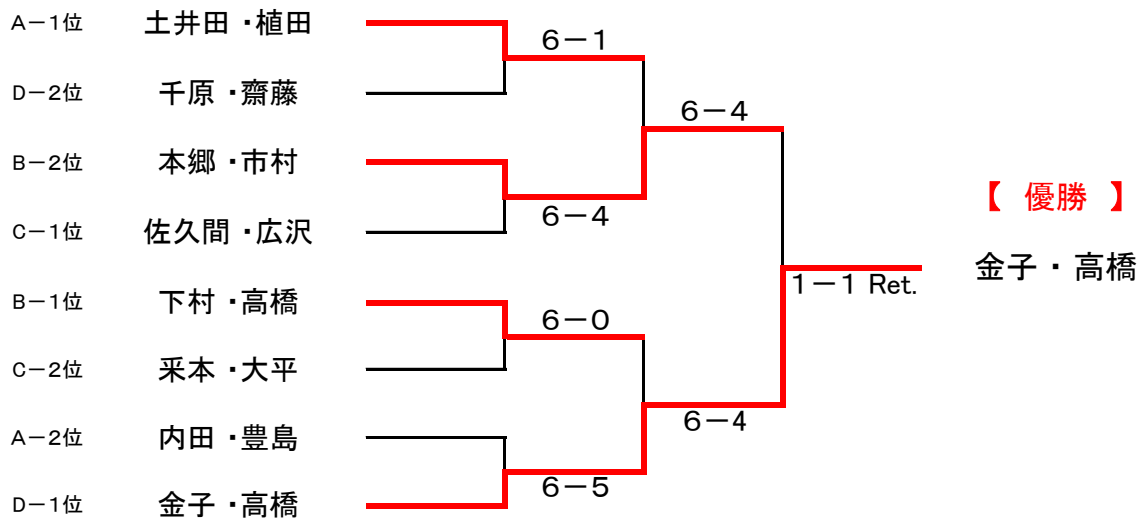 A－1位 土井田・植田
6－1
D－2位 千原・齋藤
6－4
B－2位 本郷・市村
【 優勝 】
6－4
C－1位 佐久間・広沢
金子・高橋
1－1 Ret.
B－1位 下村・高橋
6－0
C－2位 采本・大平
6－4
A－2位 内田・豊島
6－5
D－1位 金子・高橋